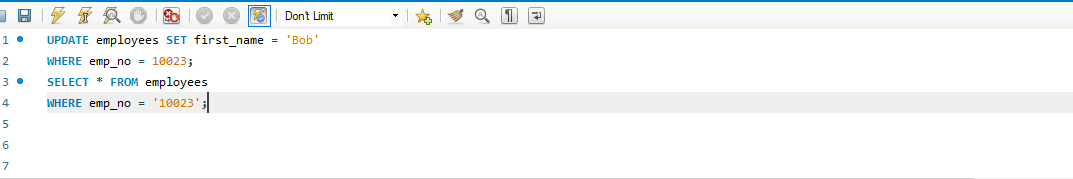 Don't Limit
1 UPDATE employees SET first_name = 'Bob'
2 WHERE emp_no = 10023;
3 SELECT * FROM employees
4 WHERE emp_no = '10023';
5
6
7